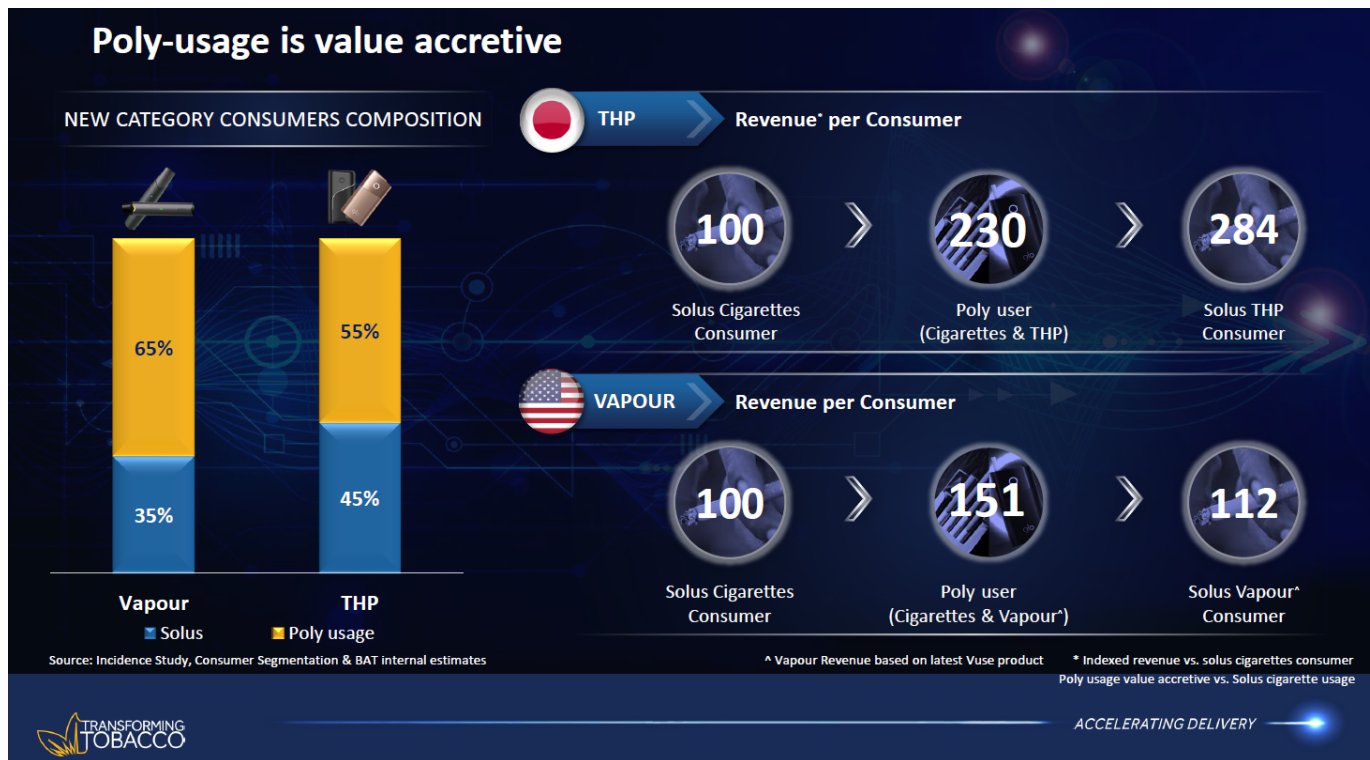 Poly-usage is value accretive
NEW CATEGORY CONSUMERS COMPOSITION
65%
35%
55%
45%
Vapour
THP
Solus
Poly usage
Source: Incidence Study, Consumer Segmentation & BAT internal estimates
THP
Revenue* per Consumer
100
230
284
Solus Cigarettes
Consumer
Poly user
(Cigarettes & THP)
Solus THP
Consumer
VAPOUR
Revenue per Consumer
100
151
112
Solus Cigarettes
Consumer
Poly user
(Cigarettes & Vapour^)
Solus Vapour^
Consumer
^ Vapour Revenue based on latest Vuse product
* Indexed revenue vs. solus cigarettes consumer
Poly usage value accretive vs. Solus cigarette usage
TRANSFORMING
TOBACCO
ACCELERATING DELIVERY